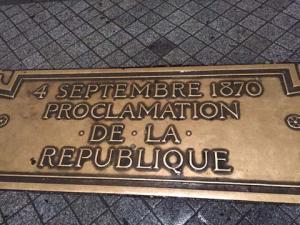 4 SEPTEMBRE 1870
PROCLAMATION
· DE · LA ·
REPUBLIQUE